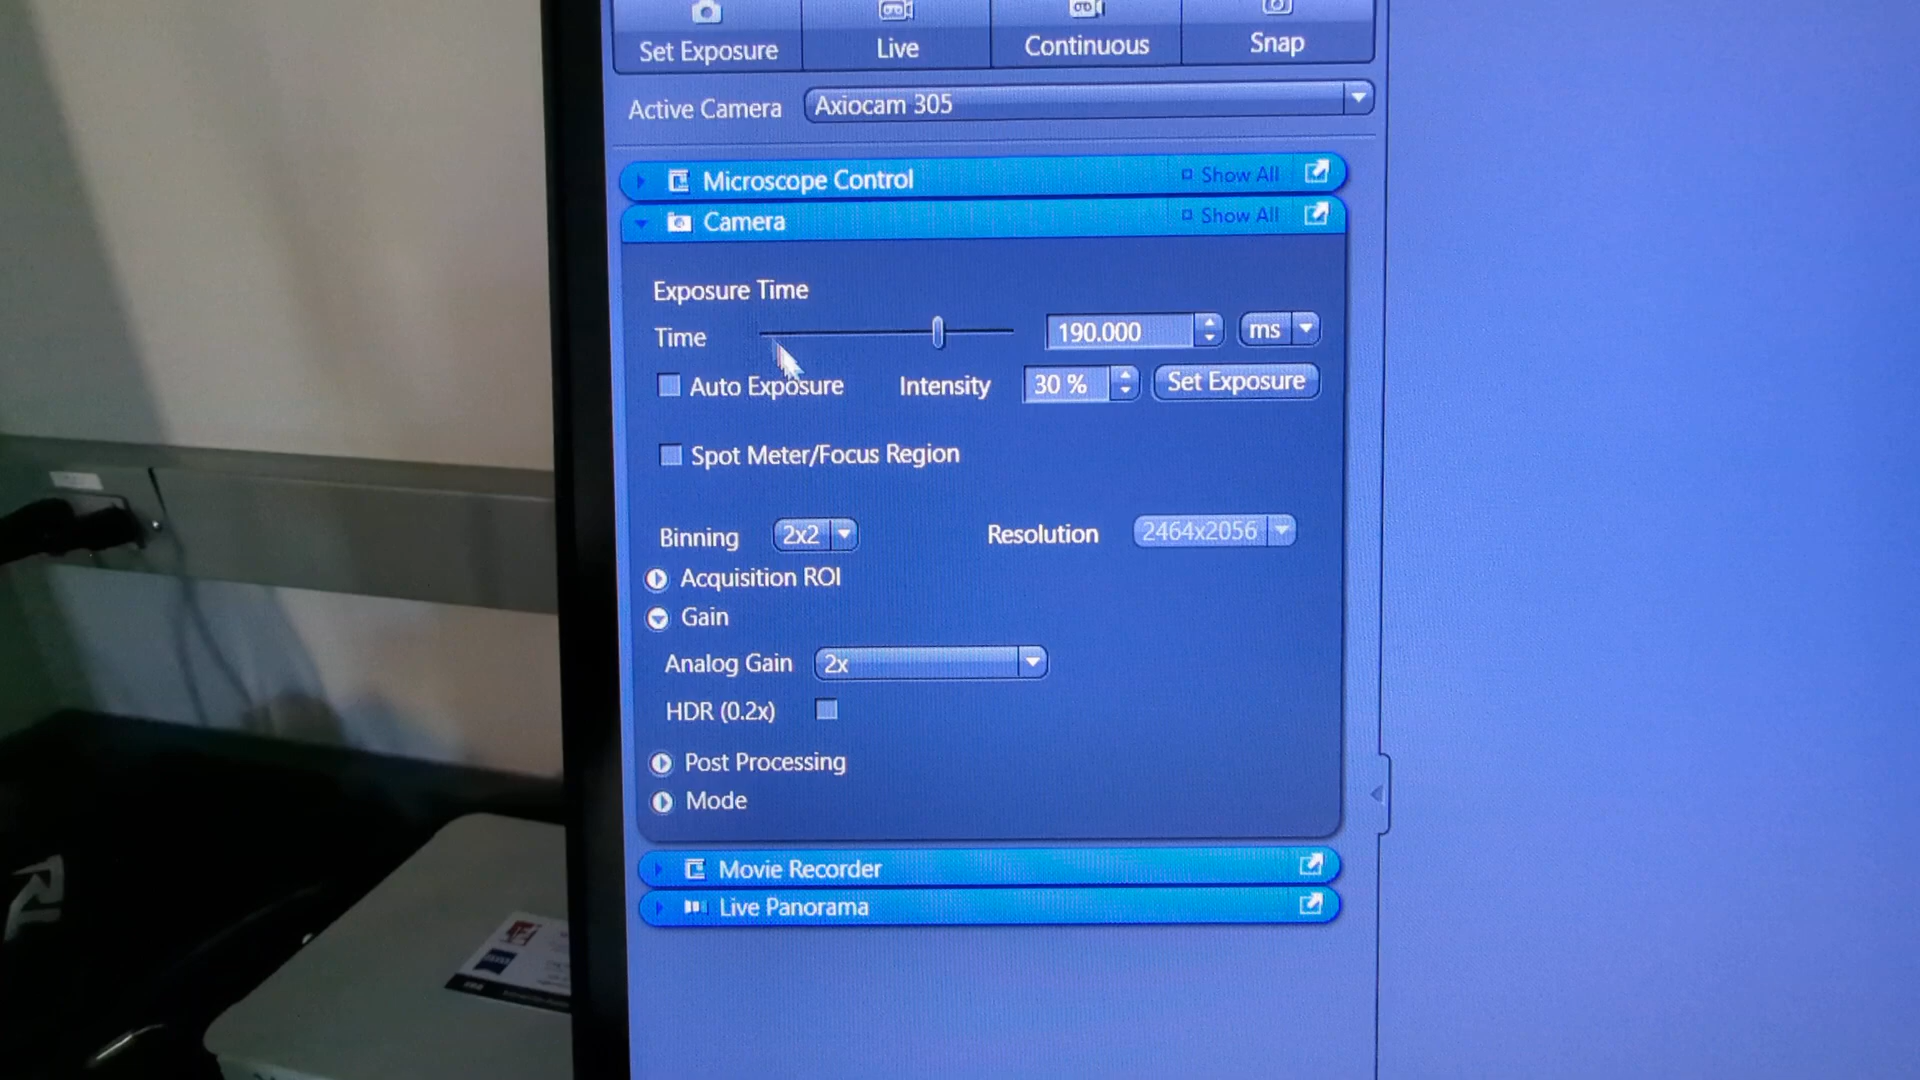 Set Exposure
Live
Continuous
Snap
Active Camera
Axiocam 305
Microscope Control
Show All
Camera
Show All
Exposure Time
Time
190.000
ms
Auto Exposure
Intensity
30 %
Set Exposure
Spot Meter/Focus Region
Binning
2x2
Resolution
2464x2056
Acquisition ROI
Gain
Analog Gain
2x
HDR (0.2x)
Post Processing
Mode
Movie Recorder
Live Panorama